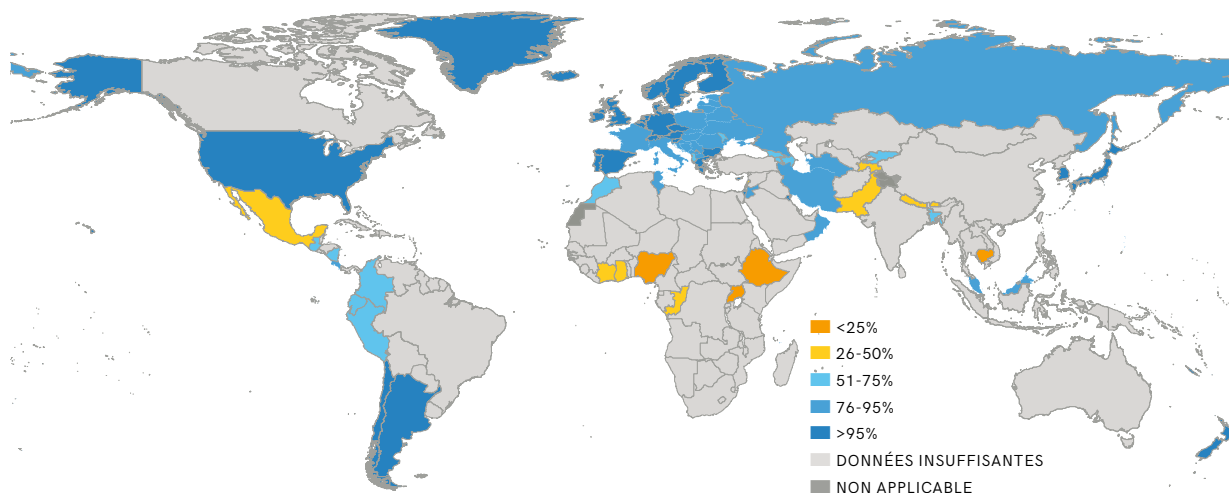 <25%
26-50%
51-75%
76-95%
>95%
DONNÉES INSUFFISANTES
NON APPLICABLE